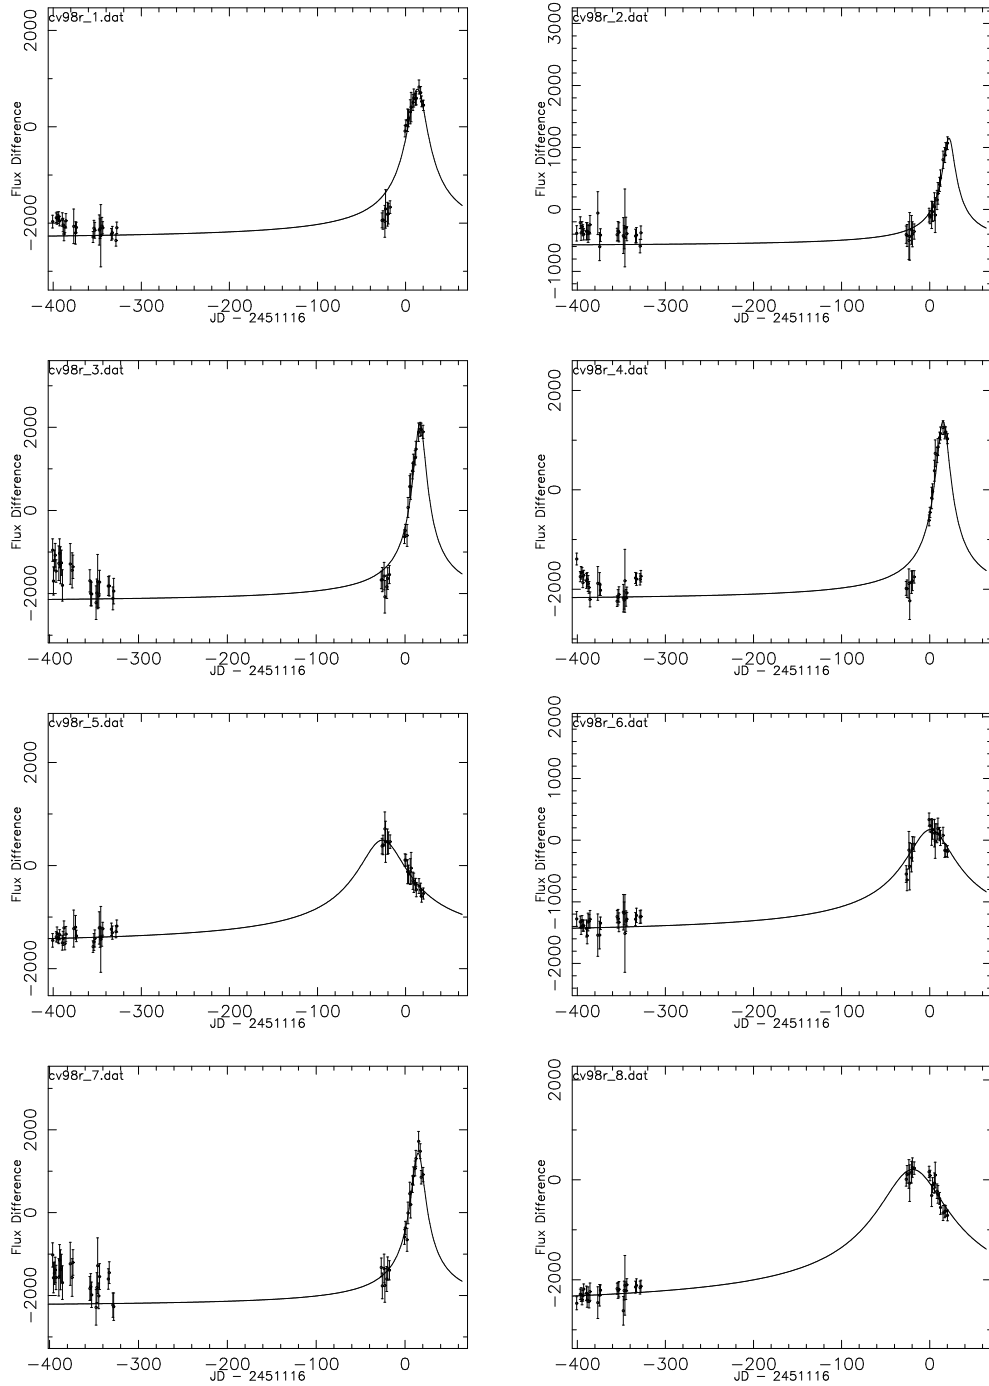 cv98r_1.dat
Flux Difference
2000
0
−2000
−400 −300 −200 −100 0
JD − 2451116
cv98r_2.dat
Flux Difference
3000
2000
1000
0
−1000
−400 −300 −200 −100 0
JD − 2451116
cv98r_3.dat
Flux Difference
2000
0
−2000
−400 −300 −200 −100 0
JD − 2451116
cv98r_4.dat
Flux Difference
2000
0
−2000
−400 −300 −200 −100 0
JD − 2451116
cv98r_5.dat
Flux Difference
2000
0
−2000
−400 −300 −200 −100 0
JD − 2451116
cv98r_6.dat
Flux Difference
2000
1000
0
−1000
−2000
−400 −300 −200 −100 0
JD − 2451116
cv98r_7.dat
Flux Difference
2000
0
−2000
−400 −300 −200 −100 0
JD − 2451116
cv98r_8.dat
Flux Difference
2000
0
−2000
−400 −300 −200 −100 0
JD − 2451116